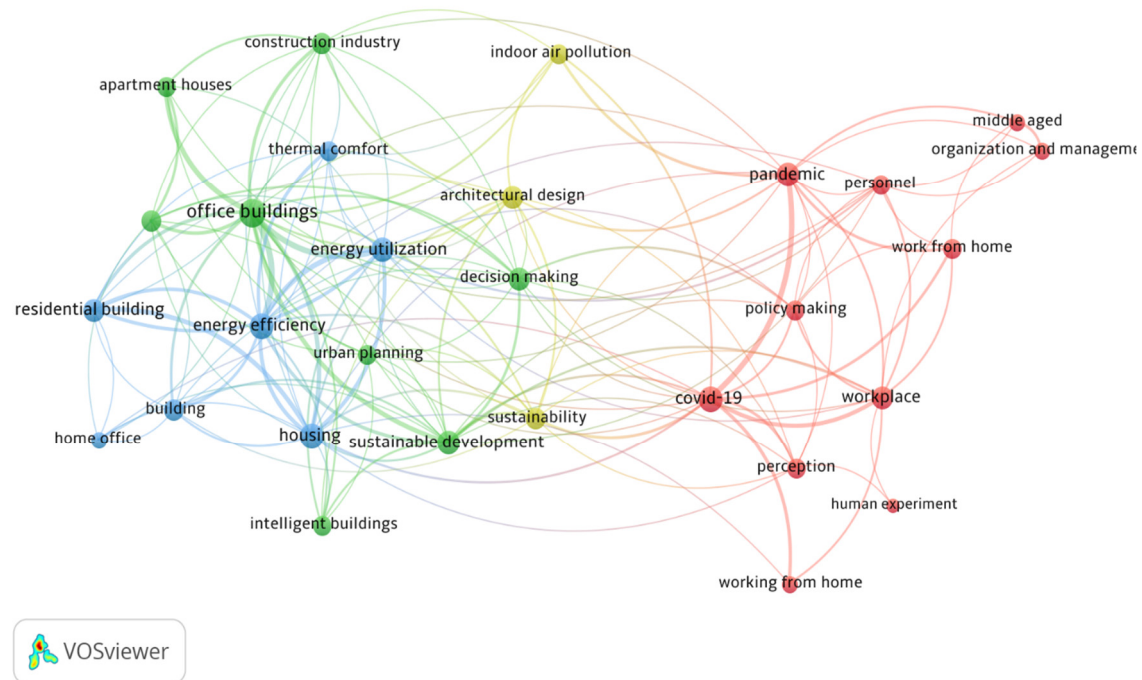 construction industry
indoor air pollution
apartment houses
middle aged
thermal comfort
organization and manageme
pandemic
personnel
architectural design
office buildings
energy utilization
work from home
decision making
residential building
policy making
energy efficiency
urban planning
covid-19
workplace
building
sustainability
home office
housing
sustainable development
perception
human experiment
intelligent buildings
working from home
VOSviewer